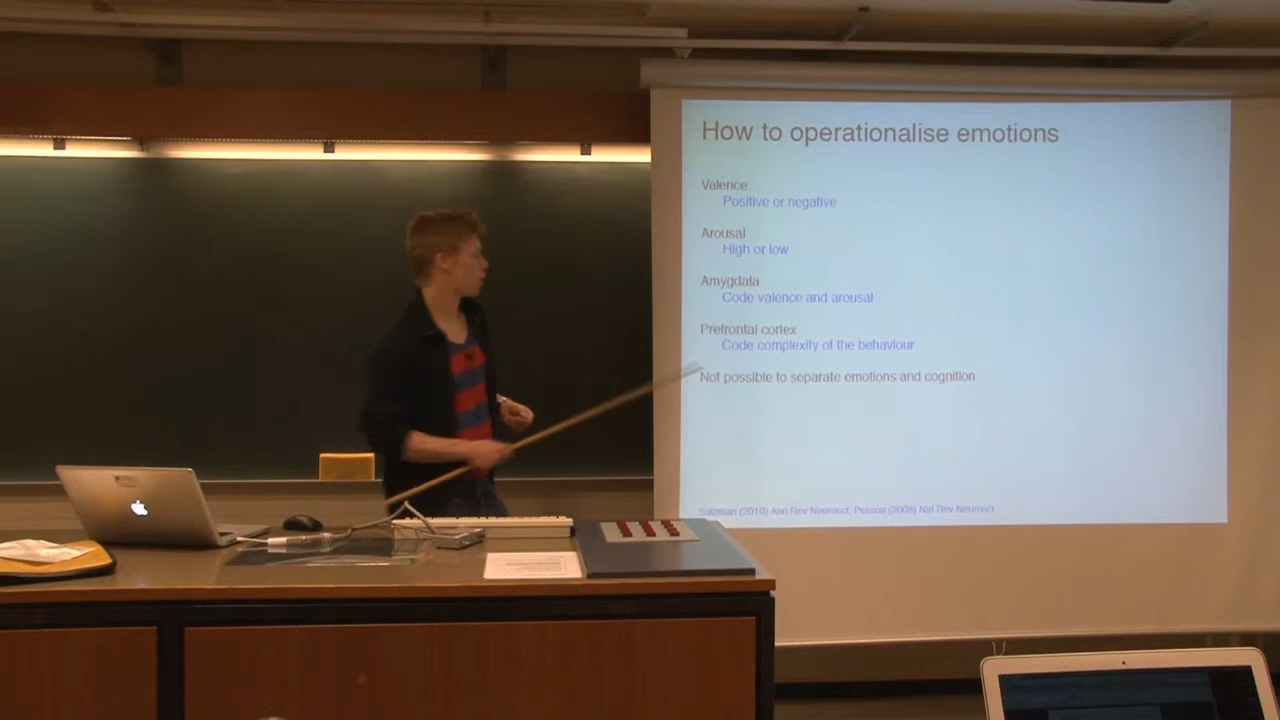 How to operationalise emotions
Valence
Positive or negative
Arousal
High or low
Amygdala
Code valence and arousal
Prefrontal cortex
Code complexity of the behaviour
Not possible to separate emotions and cognition
Salzman (2010) Ann Rev Neurosci; Pessoa (2008) Nat Rev Neurosci